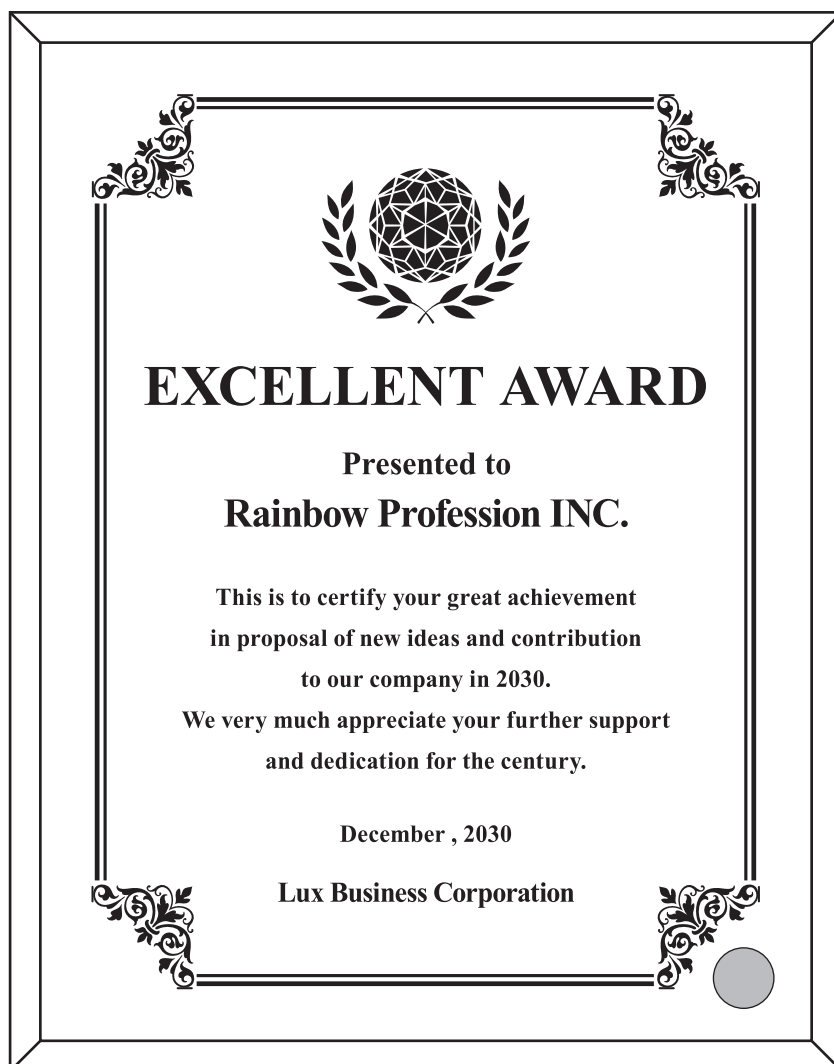 EXCELLENT AWARD
Presented to
Rainbow Profession INC.
This is to certify your great achievement
in proposal of new ideas and contribution
to our company in 2030.
We very much appreciate your further support
and dedication for the century.
December , 2030
Lux Business Corporation